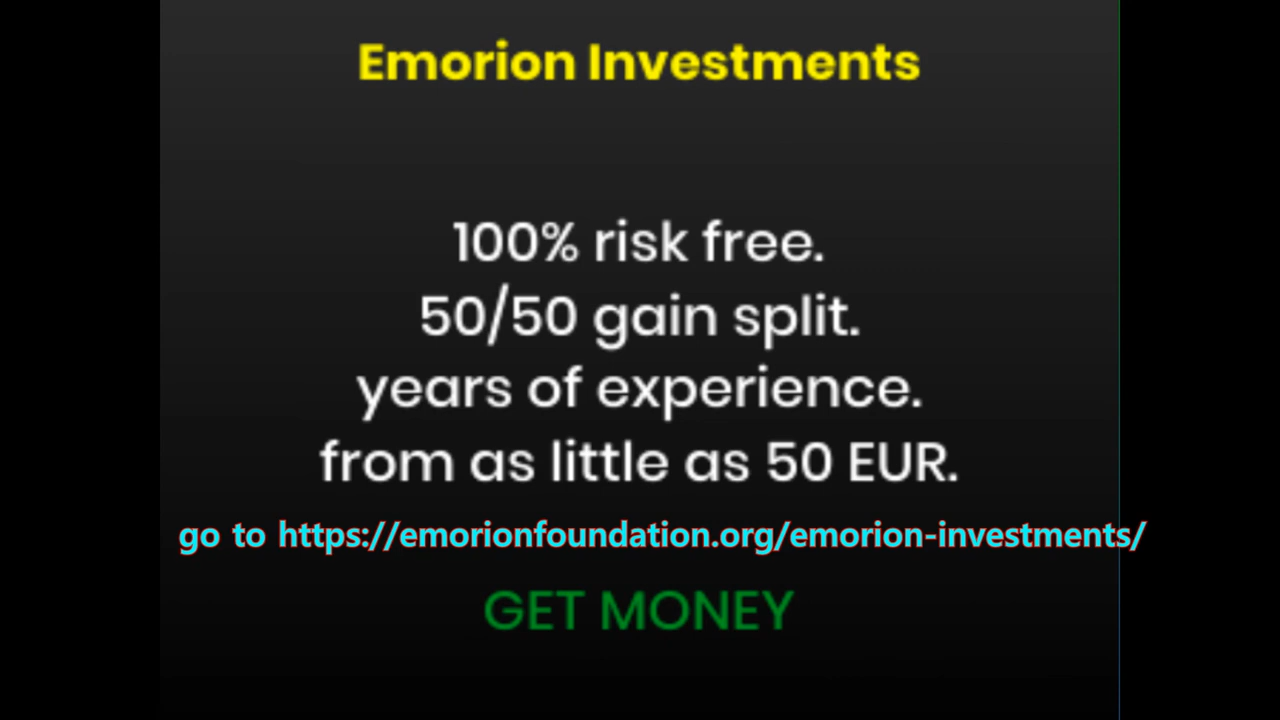 Emorion Investments
100% risk free.
50/50 gain split.
years of experience.
from as little as 50 EUR.
go to https://emorionfoundation.org/emorion-investments/
GET MONEY